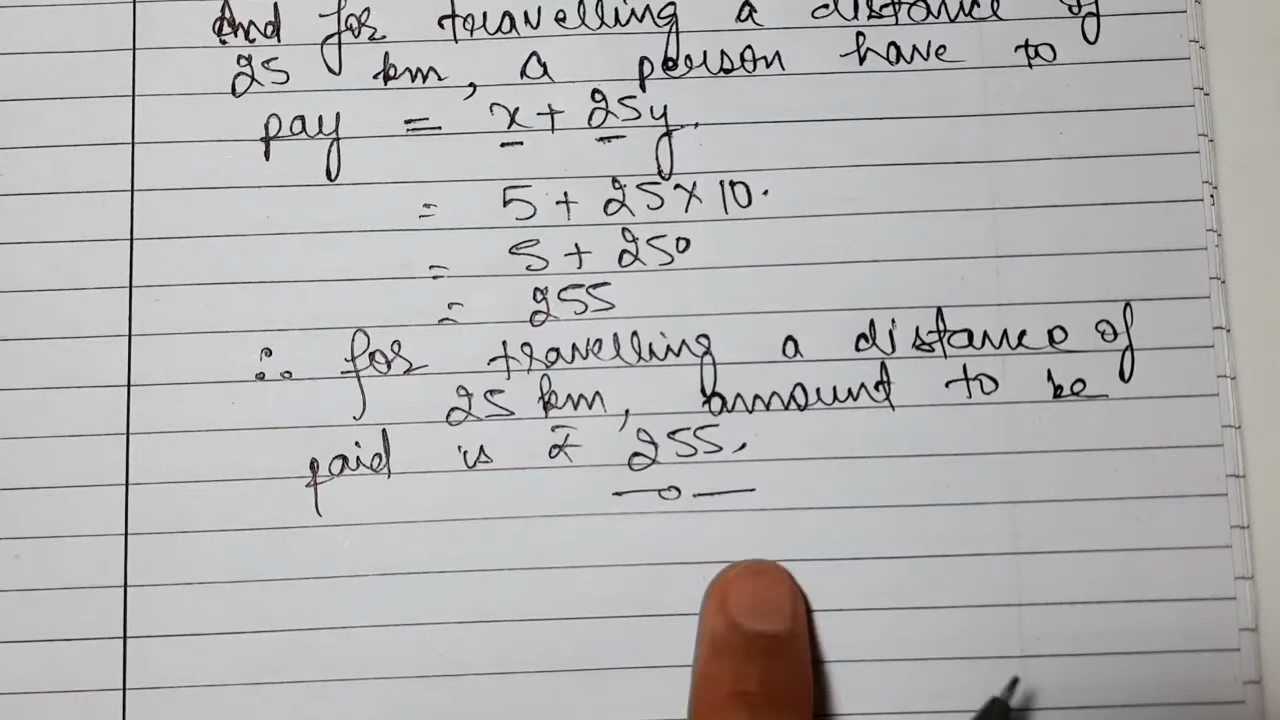 And for travelling a distance of
25 km, a person have to
pay = x + 25y.
= 5 + 25 × 10.
= 5 + 250
= 255
∴ for travelling a distance of
25 km, amount to be
paid is ₹ 255.